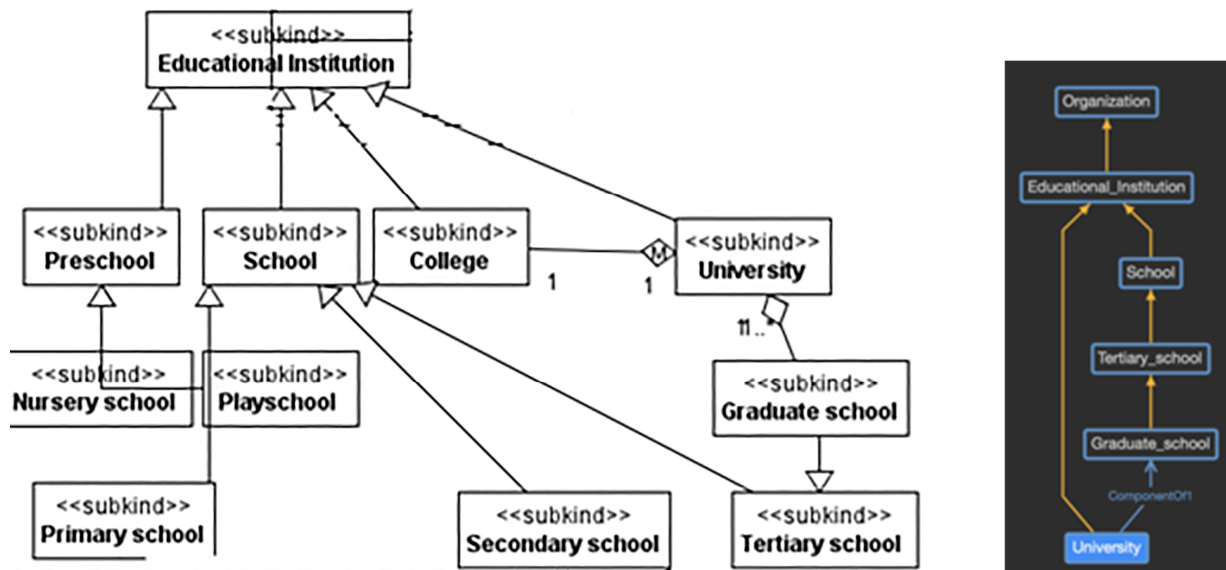 <<subkind>>
Educational Institution
<<subkind>>
Preschool
<<subkind>>
School
<<subkind>>
College
1
M
1
<<subkind>>
University
11..*
<<subkind>>
Nursery school
<<subkind>>
Playschool
<<subkind>>
Graduate school
<<subkind>>
Primary school
<<subkind>>
Secondary school
<<subkind>>
Tertiary school
Organization
Educational_Institution
School
Tertiary_school
Graduate_school
ComponentOf1
University